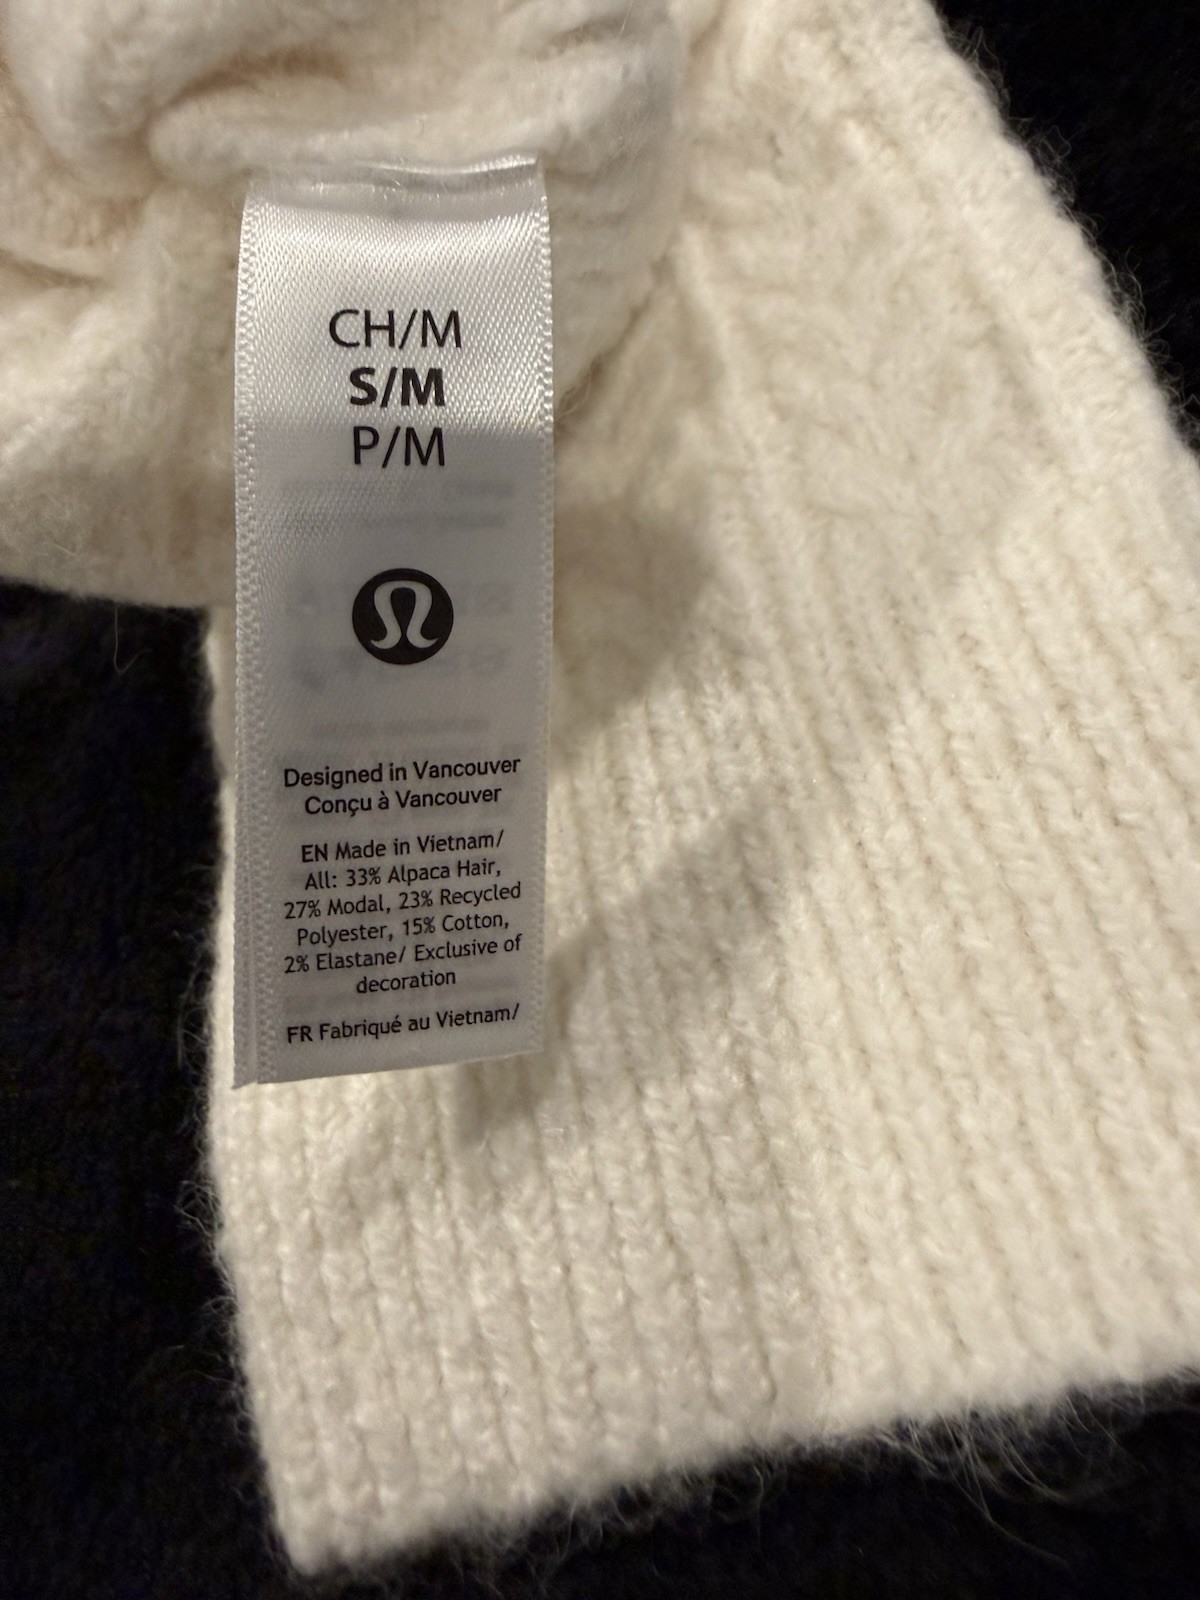 CH/M
S/M
P/M
Designed in Vancouver
Conçu à Vancouver
EN Made in Vietnam/
All: 33% Alpaca Hair,
27% Modal, 23% Recycled
Polyester, 15% Cotton,
2% Elastane/ Exclusive of
decoration
FR Fabriqué au Vietnam/